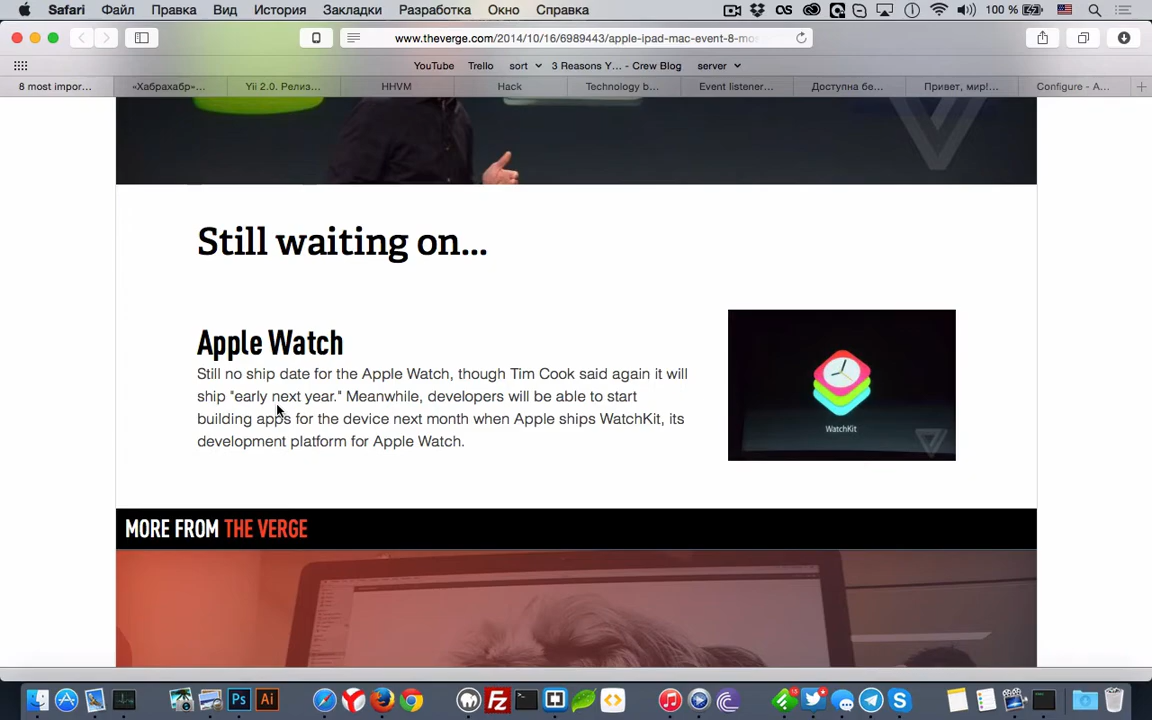 Safari Файл Правка Вид История Закладки Разработка Окно Справка 100 %
www.theverge.com/2014/10/16/6989443/apple-ipad-mac-event-8-mo
YouTube Trello sort 3 Reasons Y... – Crew Blog server
8 most impor... «Хабрахабр»... Yii 2.0. Релиз... HHVM Hack Technology b... Event listener... Доступна бе... Привет, мир!... Configure - A...
Still waiting on...
Apple Watch
Still no ship date for the Apple Watch, though Tim Cook said again it will
ship "early next year." Meanwhile, developers will be able to start
building apps for the device next month when Apple ships WatchKit, its
development platform for Apple Watch.
WatchKit
MORE FROM THE VERGE
Ps Ai Fz